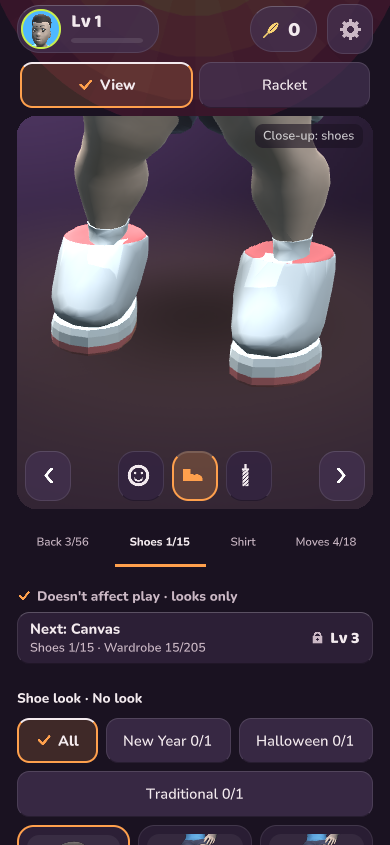 Lv 1
0
View
Racket
Close-up: shoes
Back 3/56
Shoes 1/15
Shirt
Moves 4/18
Doesn't affect play · looks only
Next: Canvas
Shoes 1/15 · Wardrobe 15/205
Lv 3
Shoe look · No look
All
New Year 0/1
Halloween 0/1
Traditional 0/1